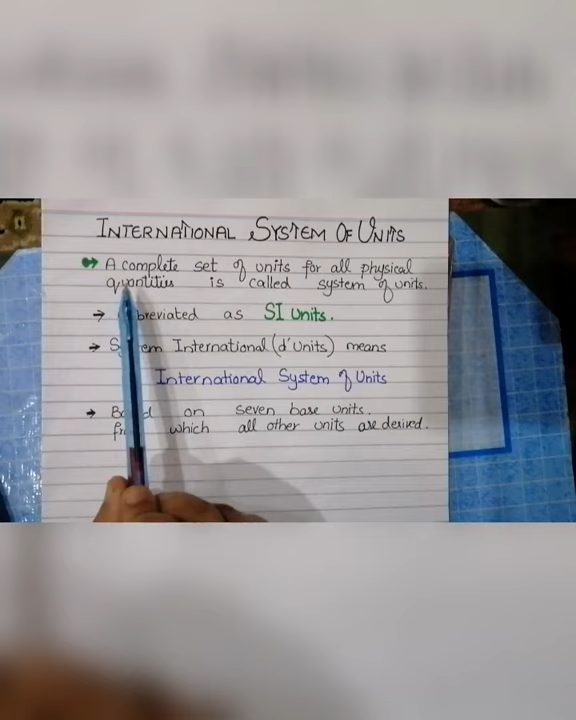 INTERNATIONAL SYSTEM OF UNITS
A complete set of units for all physical
quantities is called system of units.
→ breviated as SI Units.
→ S em International (d'Units) means
International System of Units
→ B d on seven base units.
which all other units are derived.